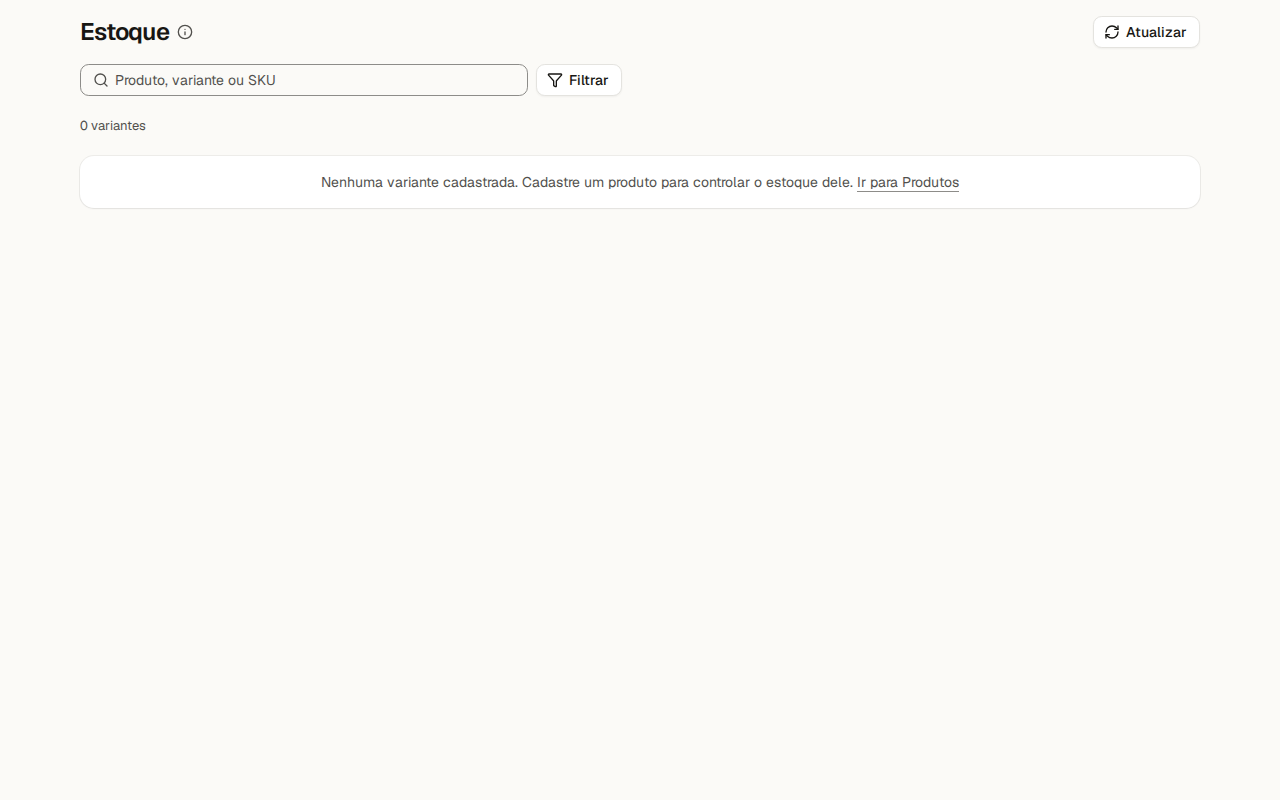 Estoque
Atualizar
Produto, variante ou SKU
Filtrar
0 variantes
Nenhuma variante cadastrada. Cadastre um produto para controlar o estoque dele. Ir para Produtos